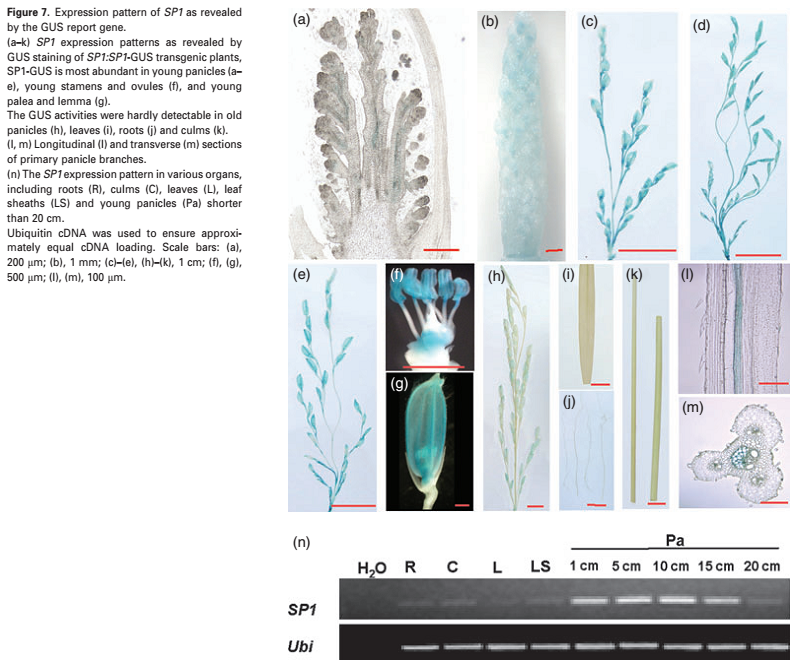 Figure 7. Expression pattern of SP1 as revealed
by the GUS report gene.
(a–k) SP1 expression patterns as revealed by
GUS staining of SP1:SP1-GUS transgenic plants,
SP1-GUS is most abundant in young panicles (a–
e), young stamens and ovules (f), and young
palea and lemma (g).
The GUS activities were hardly detectable in old
panicles (h), leaves (i), roots (j) and culms (k).
(l, m) Longitudinal (l) and transverse (m) sections
of primary panicle branches.
(n) The SP1 expression pattern in various organs,
including roots (R), culms (C), leaves (L), leaf
sheaths (LS) and young panicles (Pa) shorter
than 20 cm.
Ubiquitin cDNA was used to ensure approxi-
mately equal cDNA loading. Scale bars: (a),
200 μm; (b), 1 mm; (c)–(e), (h)–(k), 1 cm; (f), (g),
500 μm; (l), (m), 100 μm.
(a)
(b)
(c)
(d)
(e)
(f)
(g)
(h)
(i)
(j)
(k)
(l)
(m)
(n)
Pa
H2O R C L LS 1 cm 5 cm 10 cm 15 cm 20 cm
SP1
Ubi